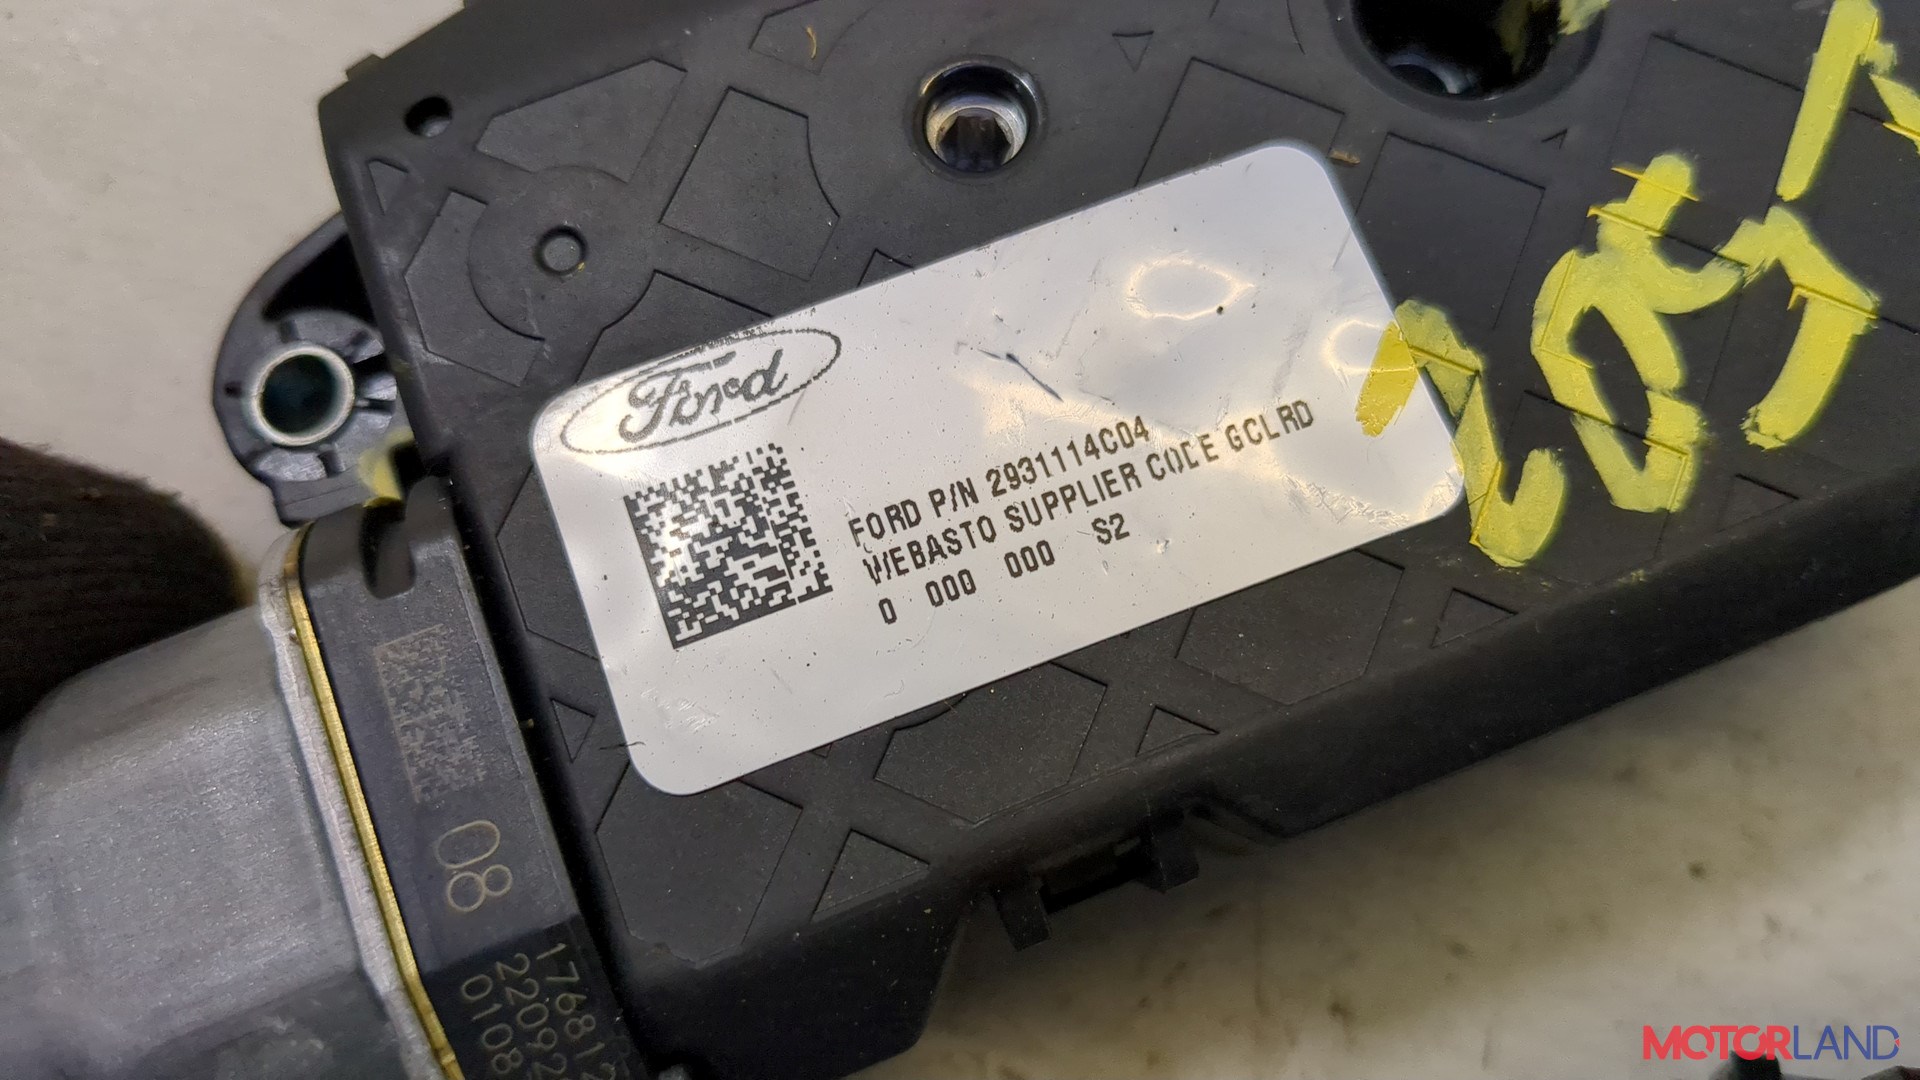 Ford
FORD P/N 2931114C04
WEBASTO SUPPLIER CODE GCLRD
0 000 000 S2
08
MOTORLAND